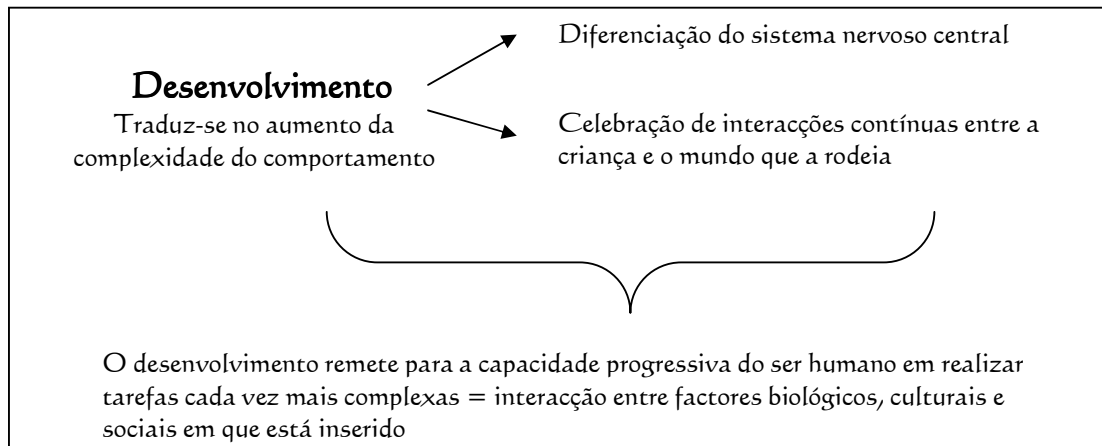 Diferenciação do sistema nervoso central
Desenvolvimento
Traduz-se no aumento da
complexidade do comportamento
Celebração de interacções contínuas entre a
criança e o mundo que a rodeia
O desenvolvimento remete para a capacidade progressiva do ser humano em realizar
tarefas cada vez mais complexas = interacção entre factores biológicos, culturais e
sociais em que está inserido